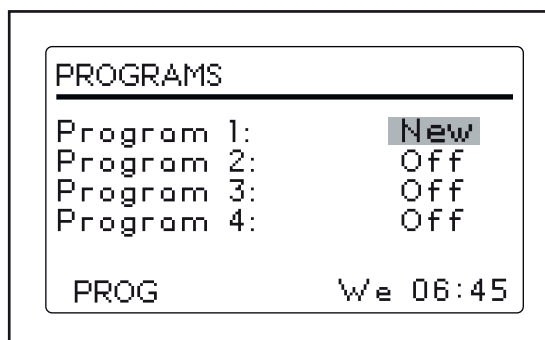 PROGRAMS
Program 1: New
Program 2: Off
Program 3: Off
Program 4: Off
PROG We 06:45